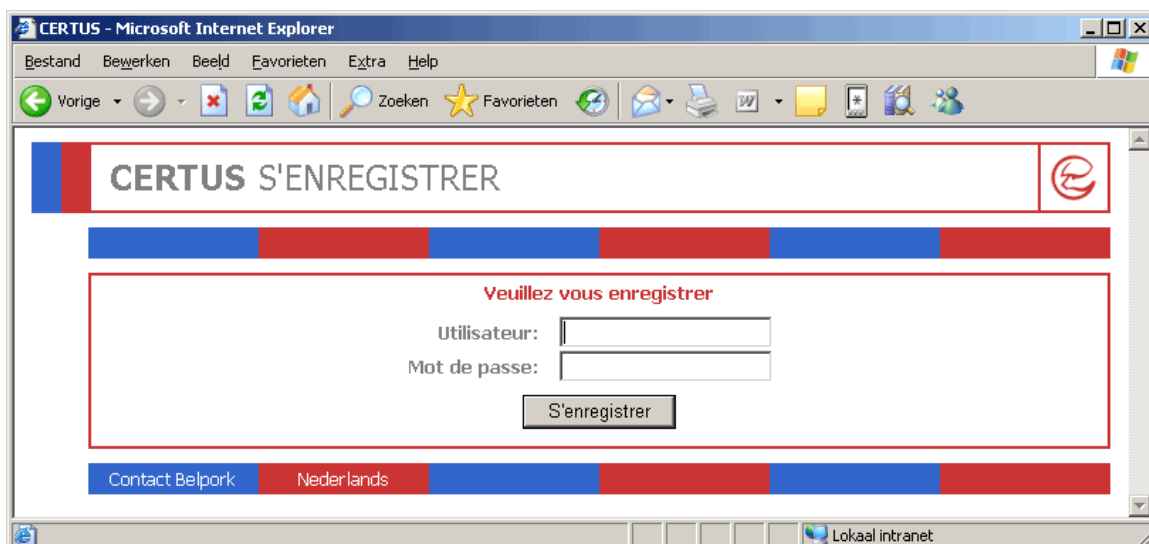 CERTUS - Microsoft Internet Explorer
Bestand Bewerken Beeld Favorieten Extra Help
Vorige Zoeken Favorieten
CERTUS S'ENREGISTRER
Veuillez vous enregistrer
Utilisateur:
Mot de passe:
S'enregistrer
Contact Belpork Nederlands
Lokaal intranet